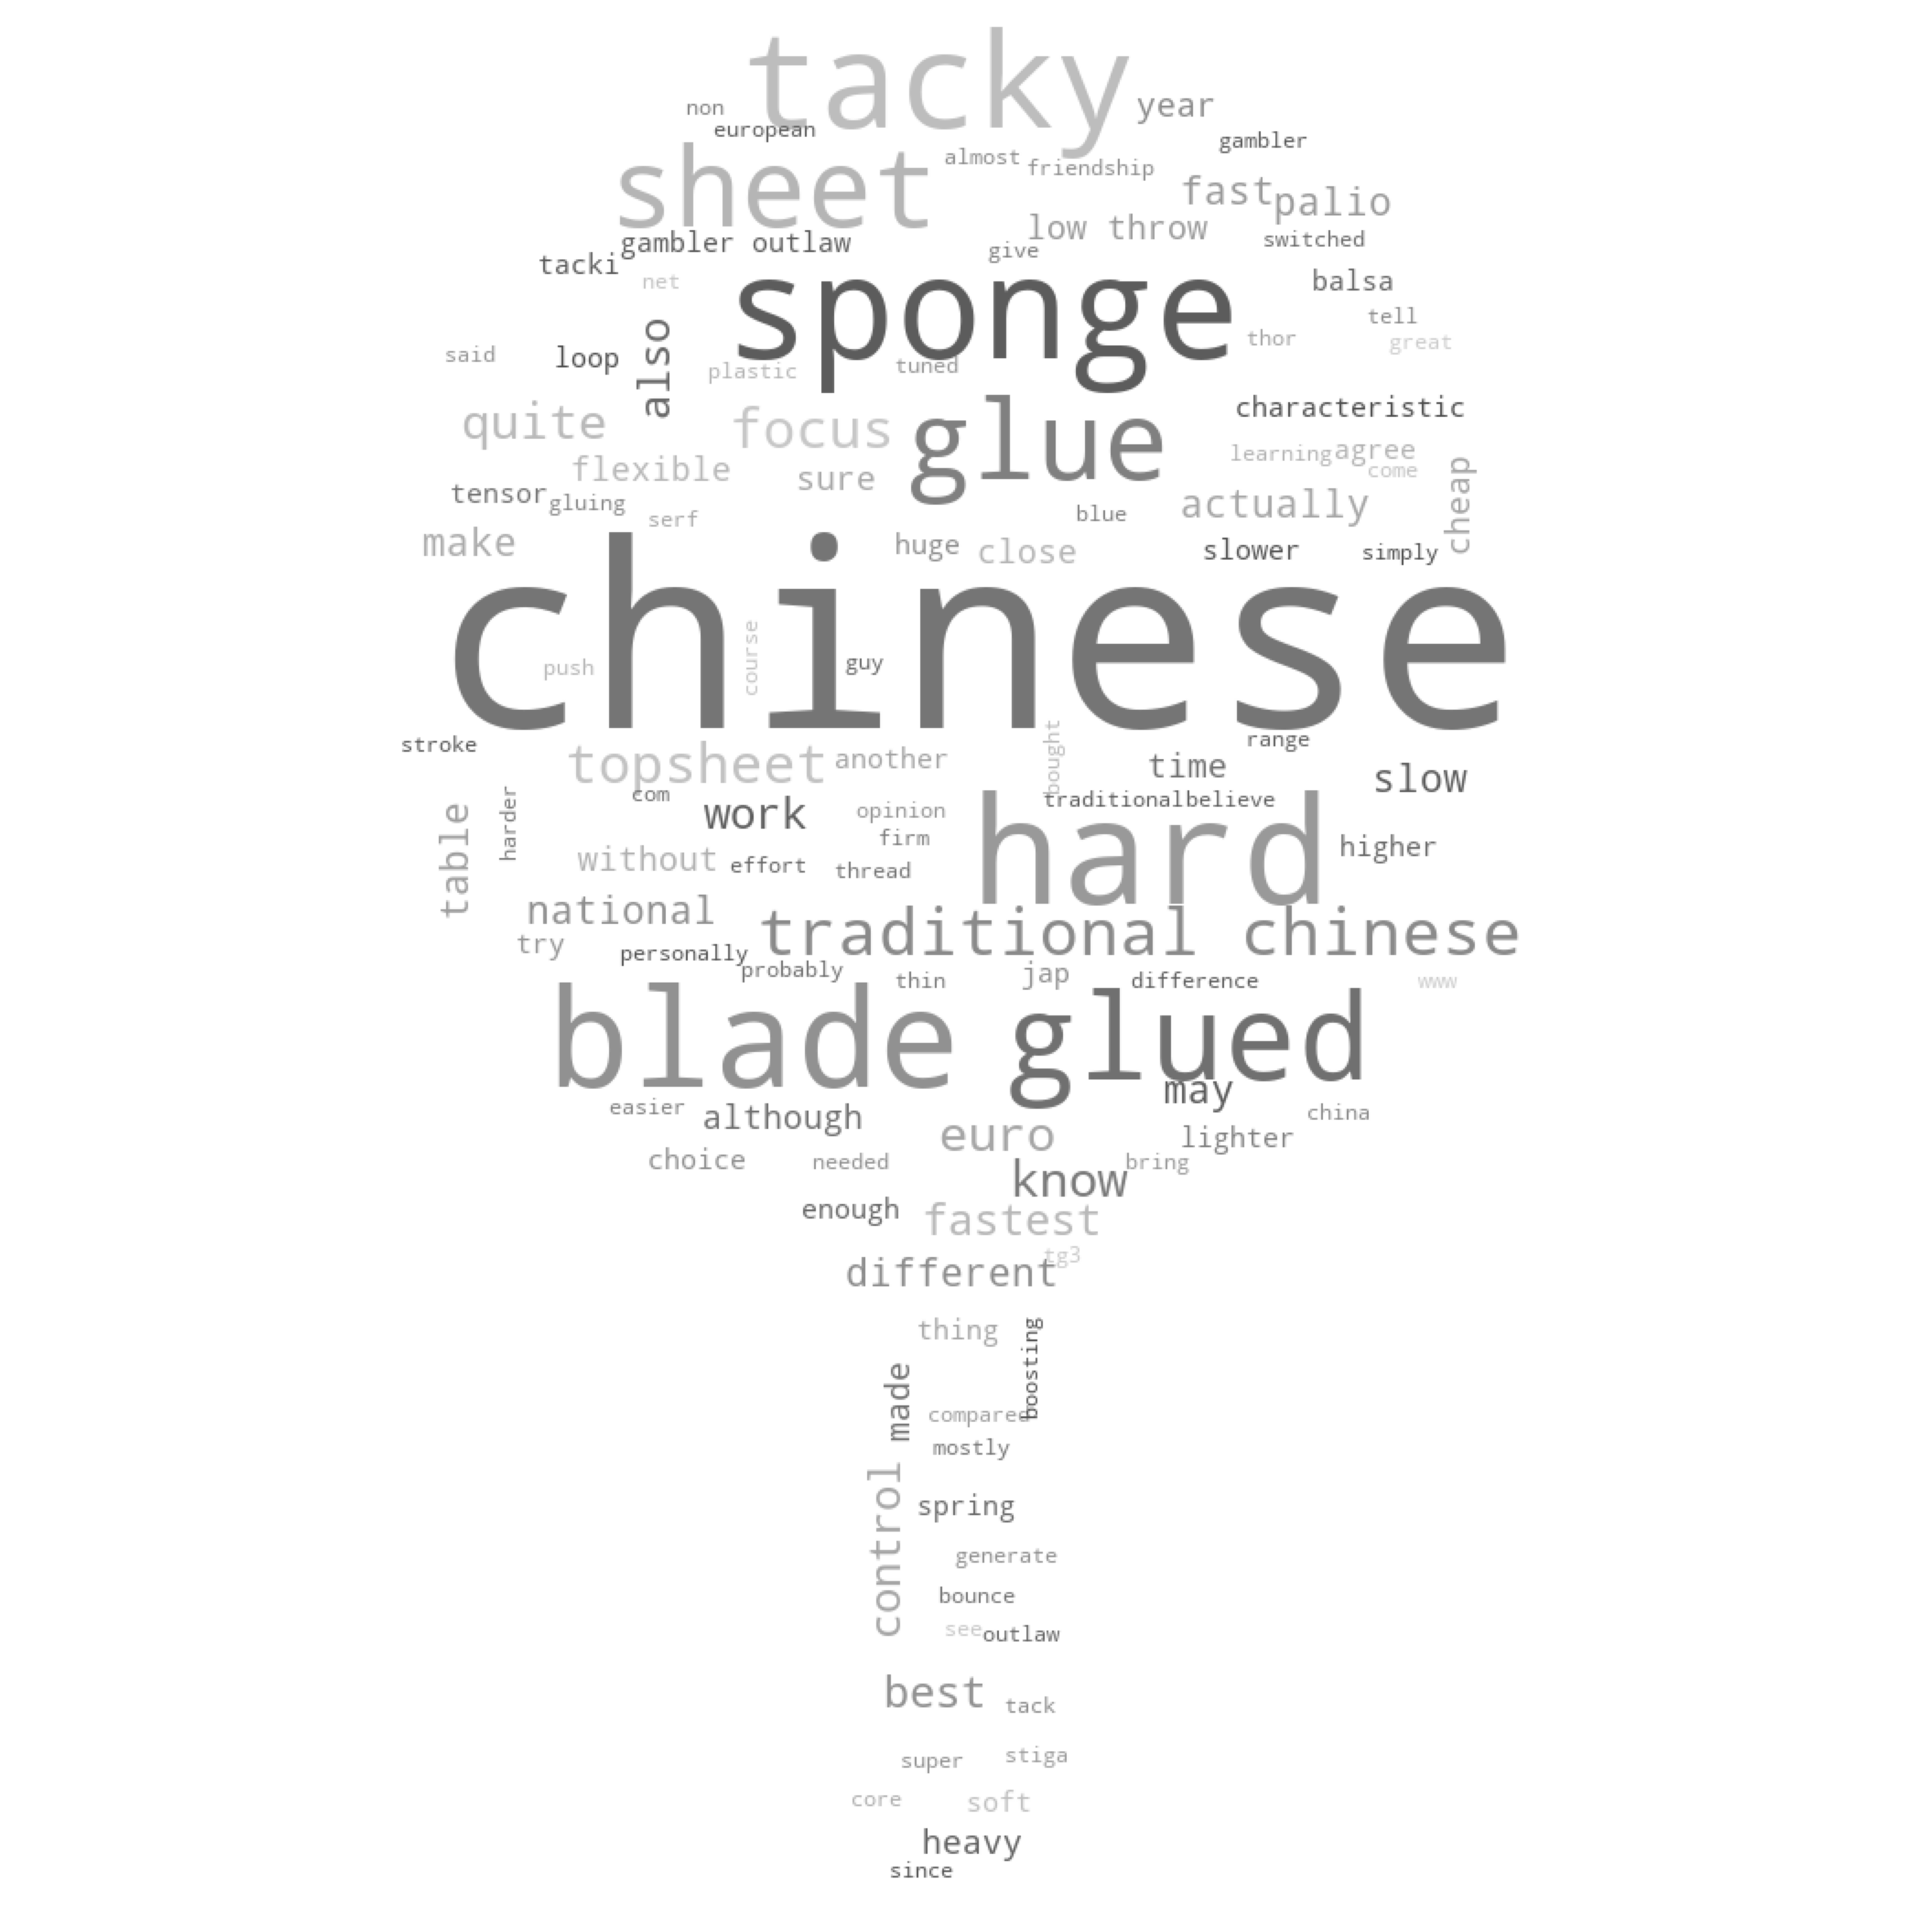 tacky
non
year
european
gambler
sheet
almost
friendship
fast
palio
low throw
gambler outlaw
give
switched
tacki
net
sponge
balsa
also
tell
said
loop
plastic
tuned
thor
great
quite
focus
glue
characteristic
flexible
sure
learning
agree
come
cheap
tensor
gluing
serf
blue
actually
make
huge
close
slower
simply
chinese
push
course
guy
stroke
topsheet
another
bought
range
time
slow
com
work
opinion
traditional
believe
table
harder
firm
hard
higher
without
effort
thread
national
traditional chinese
try
personally
probably
thin
jap
difference
www
blade
glued
may
easier
although
china
euro
lighter
choice
needed
know
bring
enough
fastest
tg3
different
thing
boosting
made
compared
mostly
control
spring
generate
bounce
see
outlaw
best
tack
super
stiga
core
soft
heavy
since